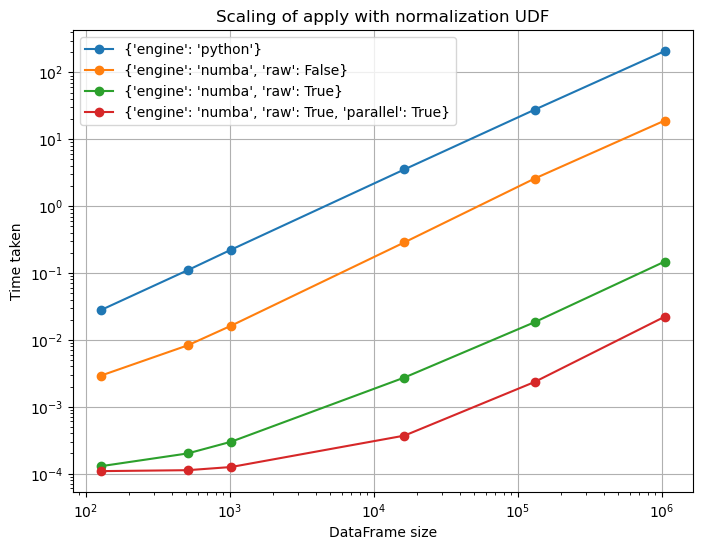 Scaling of apply with normalization UDF
{'engine': 'python'}
{'engine': 'numba', 'raw': False}
{'engine': 'numba', 'raw': True}
{'engine': 'numba', 'raw': True, 'parallel': True}
Time taken
10²
10¹
10⁰
10⁻¹
10⁻²
10⁻³
10⁻⁴
10² 10³ 10⁴ 10⁵ 10⁶
DataFrame size